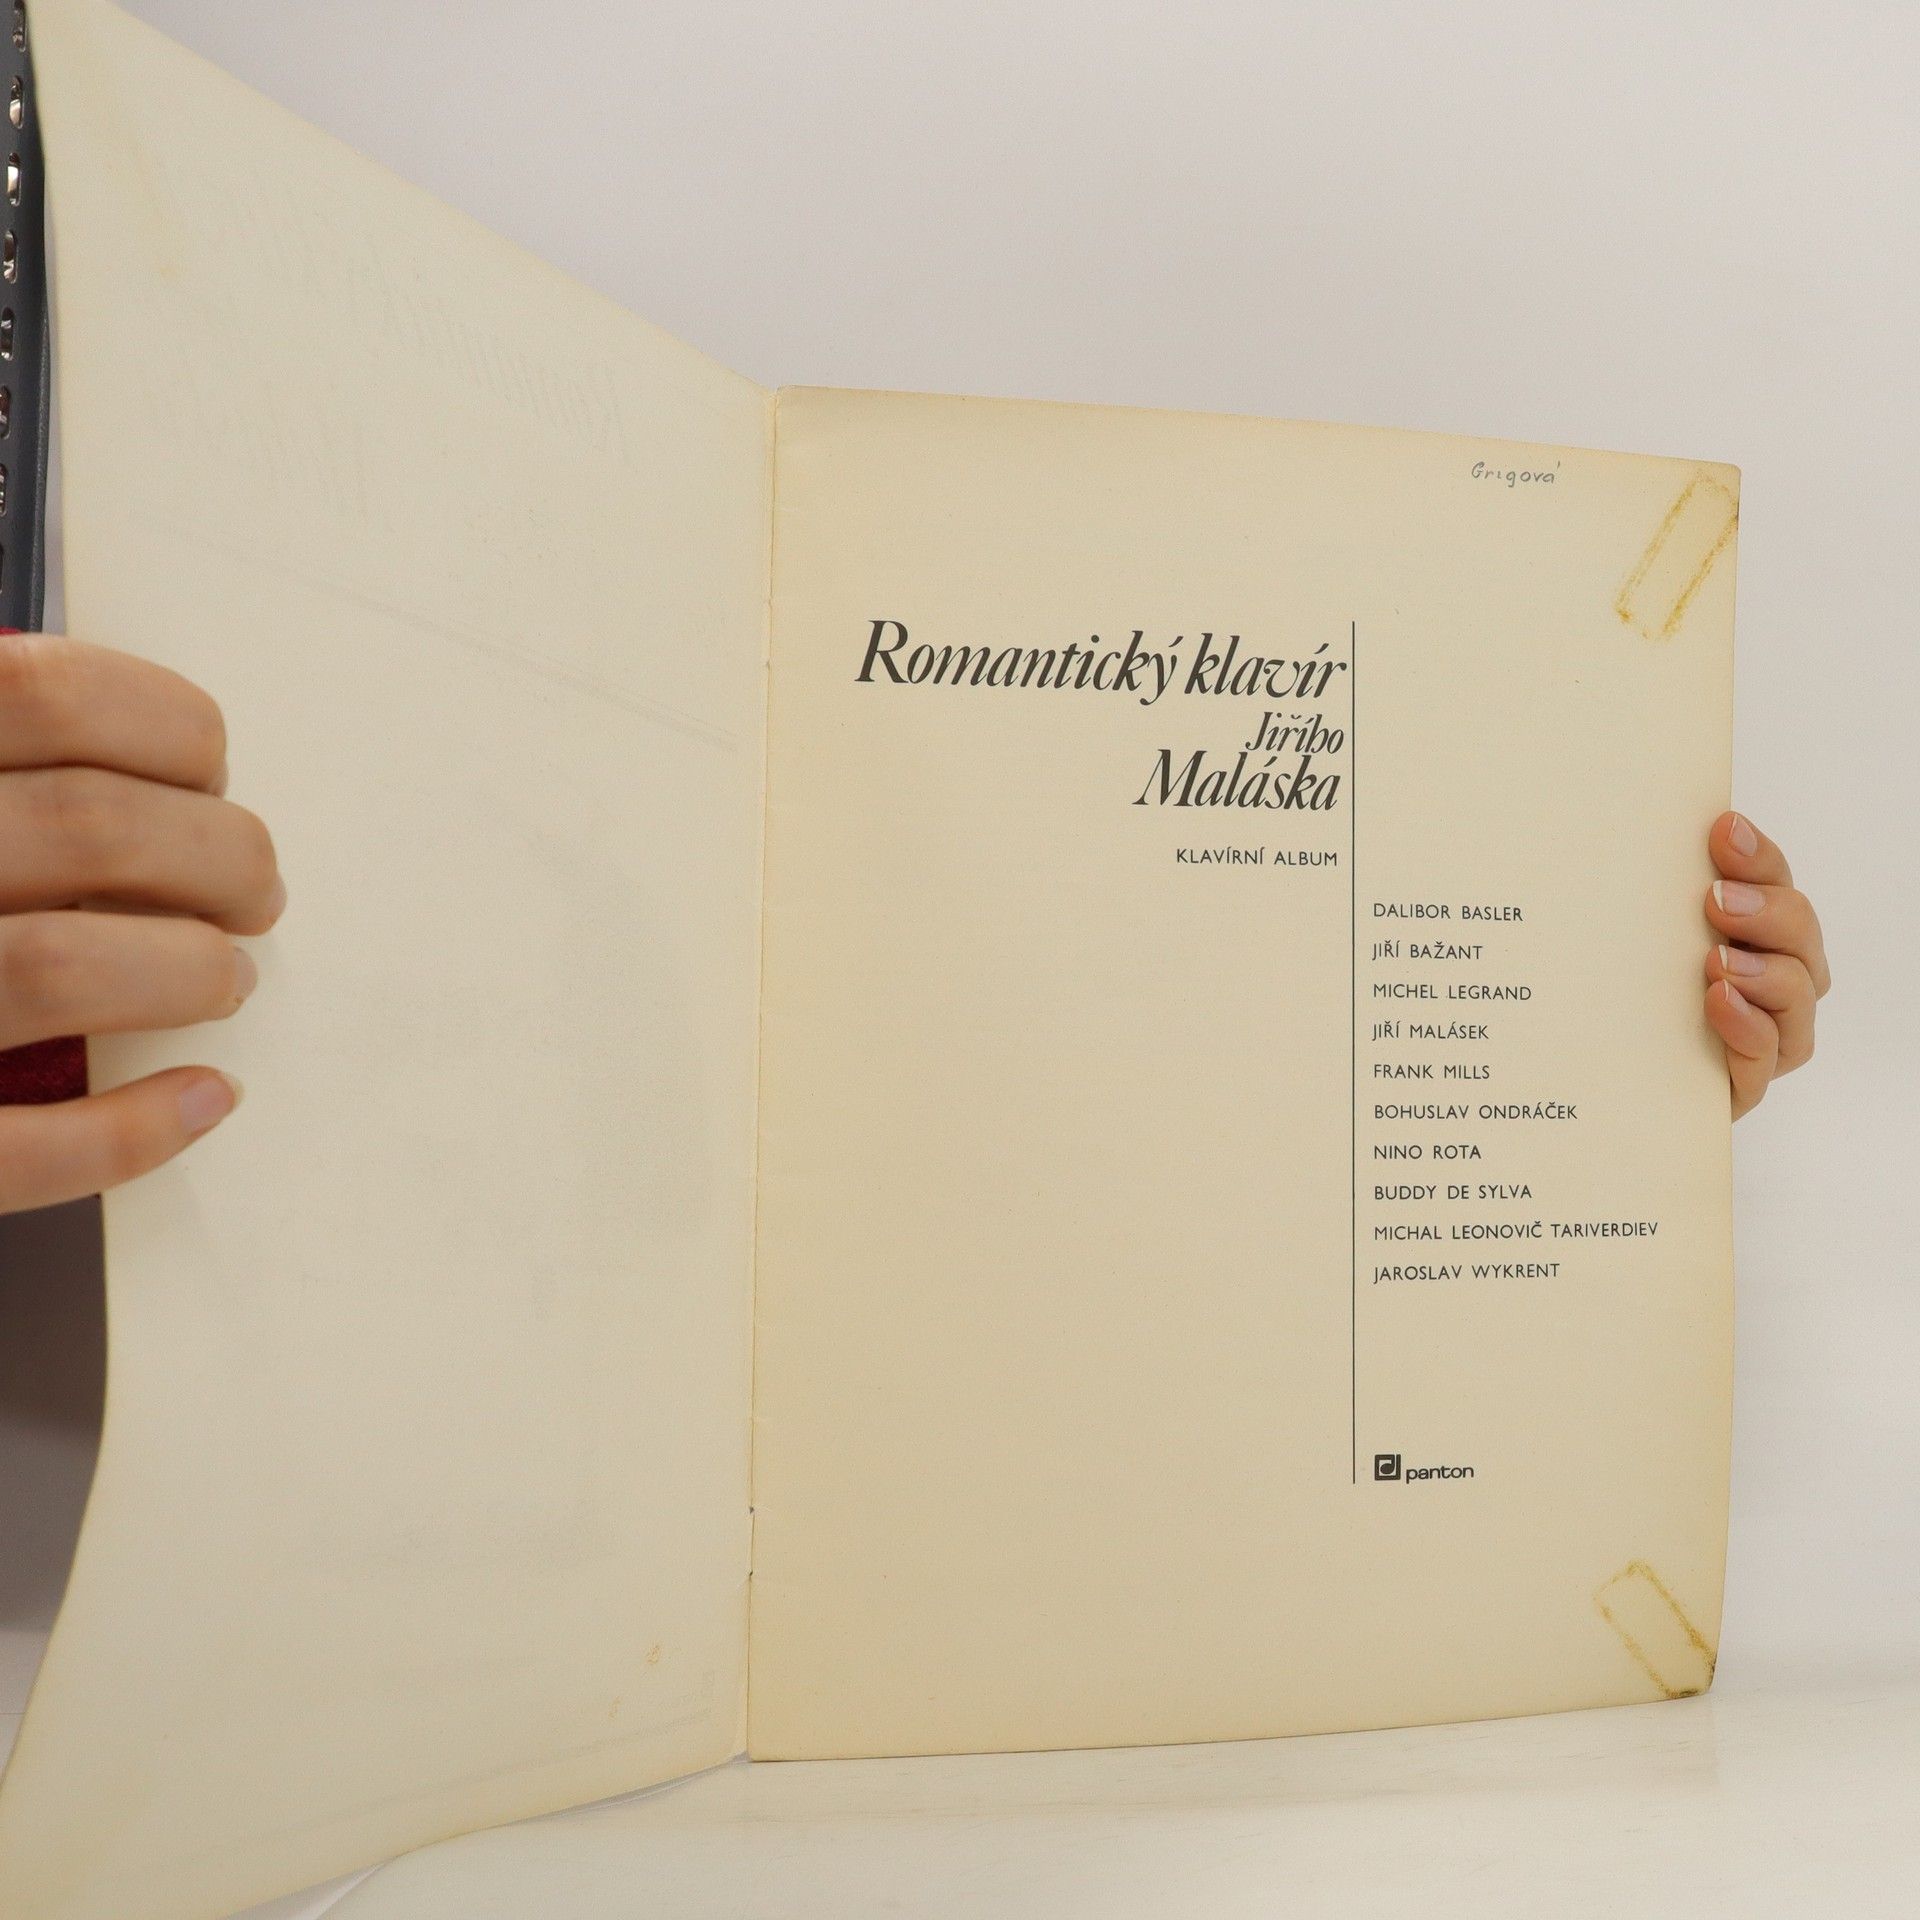 Grigová
Romantický klavír
Jiřího
Maláska
KLAVÍRNÍ ALBUM
DALIBOR BASLER
JIŘÍ BAŽANT
MICHEL LEGRAND
JIŘÍ MALÁSEK
FRANK MILLS
BOHUSLAV ONDRÁČEK
NINO ROTA
BUDDY DE SYLVA
MICHAL LEONOVIČ TARIVERDIEV
JAROSLAV WYKRENT
panton